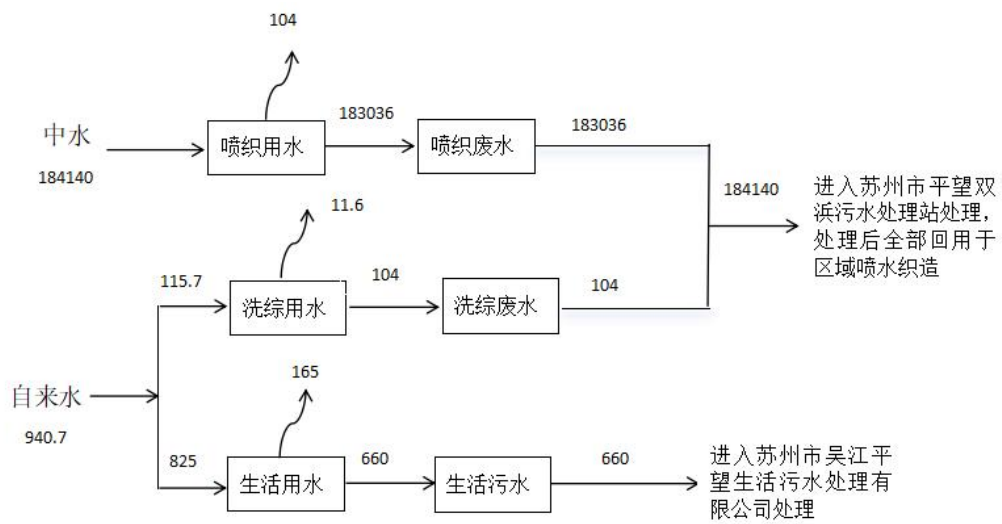 104
中水
184140
喷织用水
183036
喷织废水
183036
184140
进入苏州市平望双
浜污水处理站处理,
处理后全部回用于
区域喷水织造
11.6
115.7
洗综用水
104
洗综废水
104
自来水
940.7
165
825
生活用水
660
生活污水
660
进入苏州市吴江平
望生活污水处理有
限公司处理